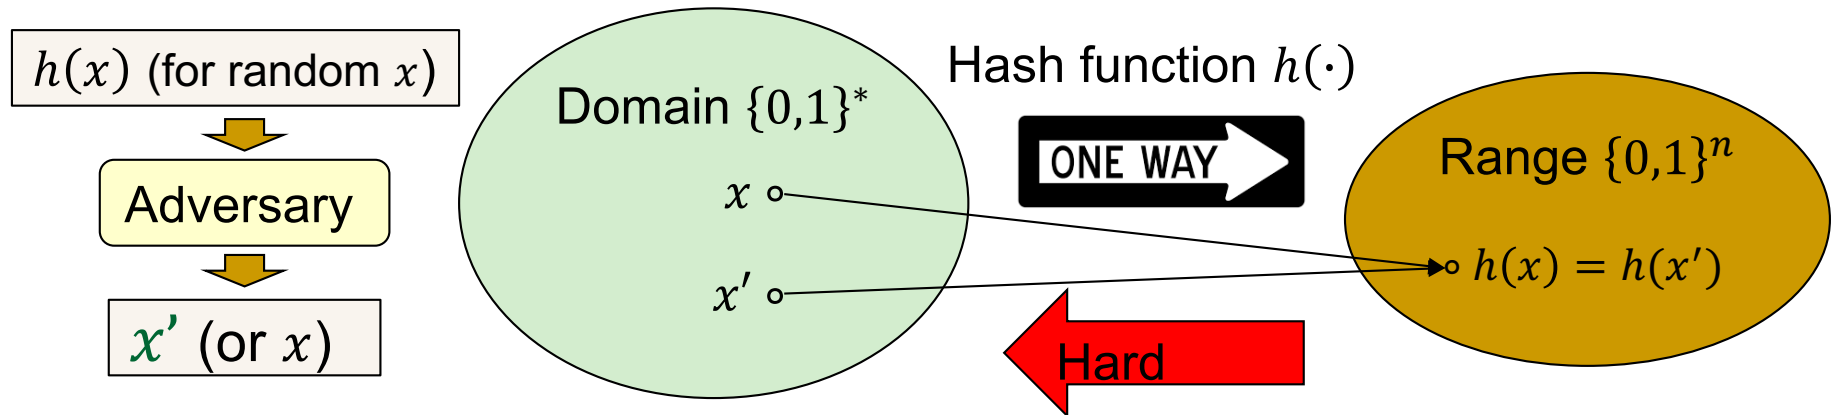 h(x) (for random x)
Adversary
x’ (or x)
Domain {0,1}*
x
x′
Hash function h(·)
ONE WAY
Hard
Range {0,1}ⁿ
h(x) = h(x′)